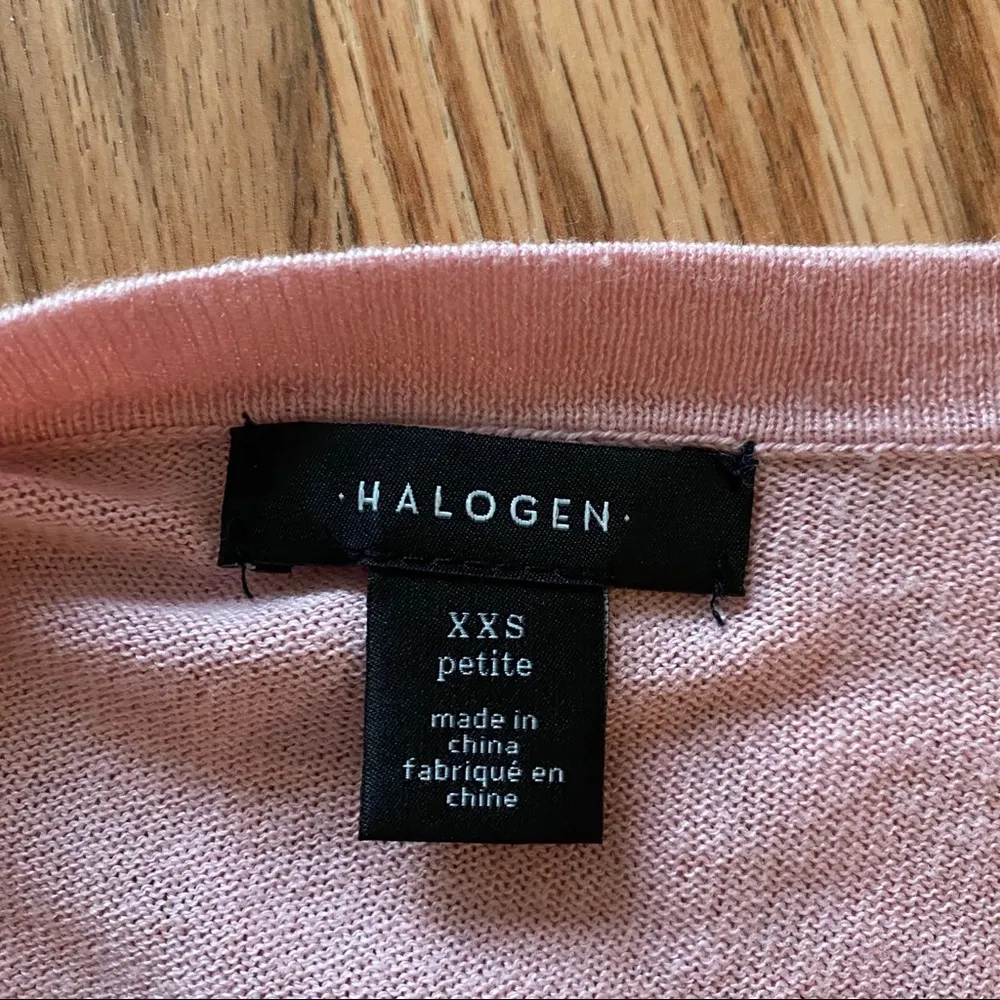 ·HALOGEN·
XXS
petite
made in
china
fabriqué en
chine